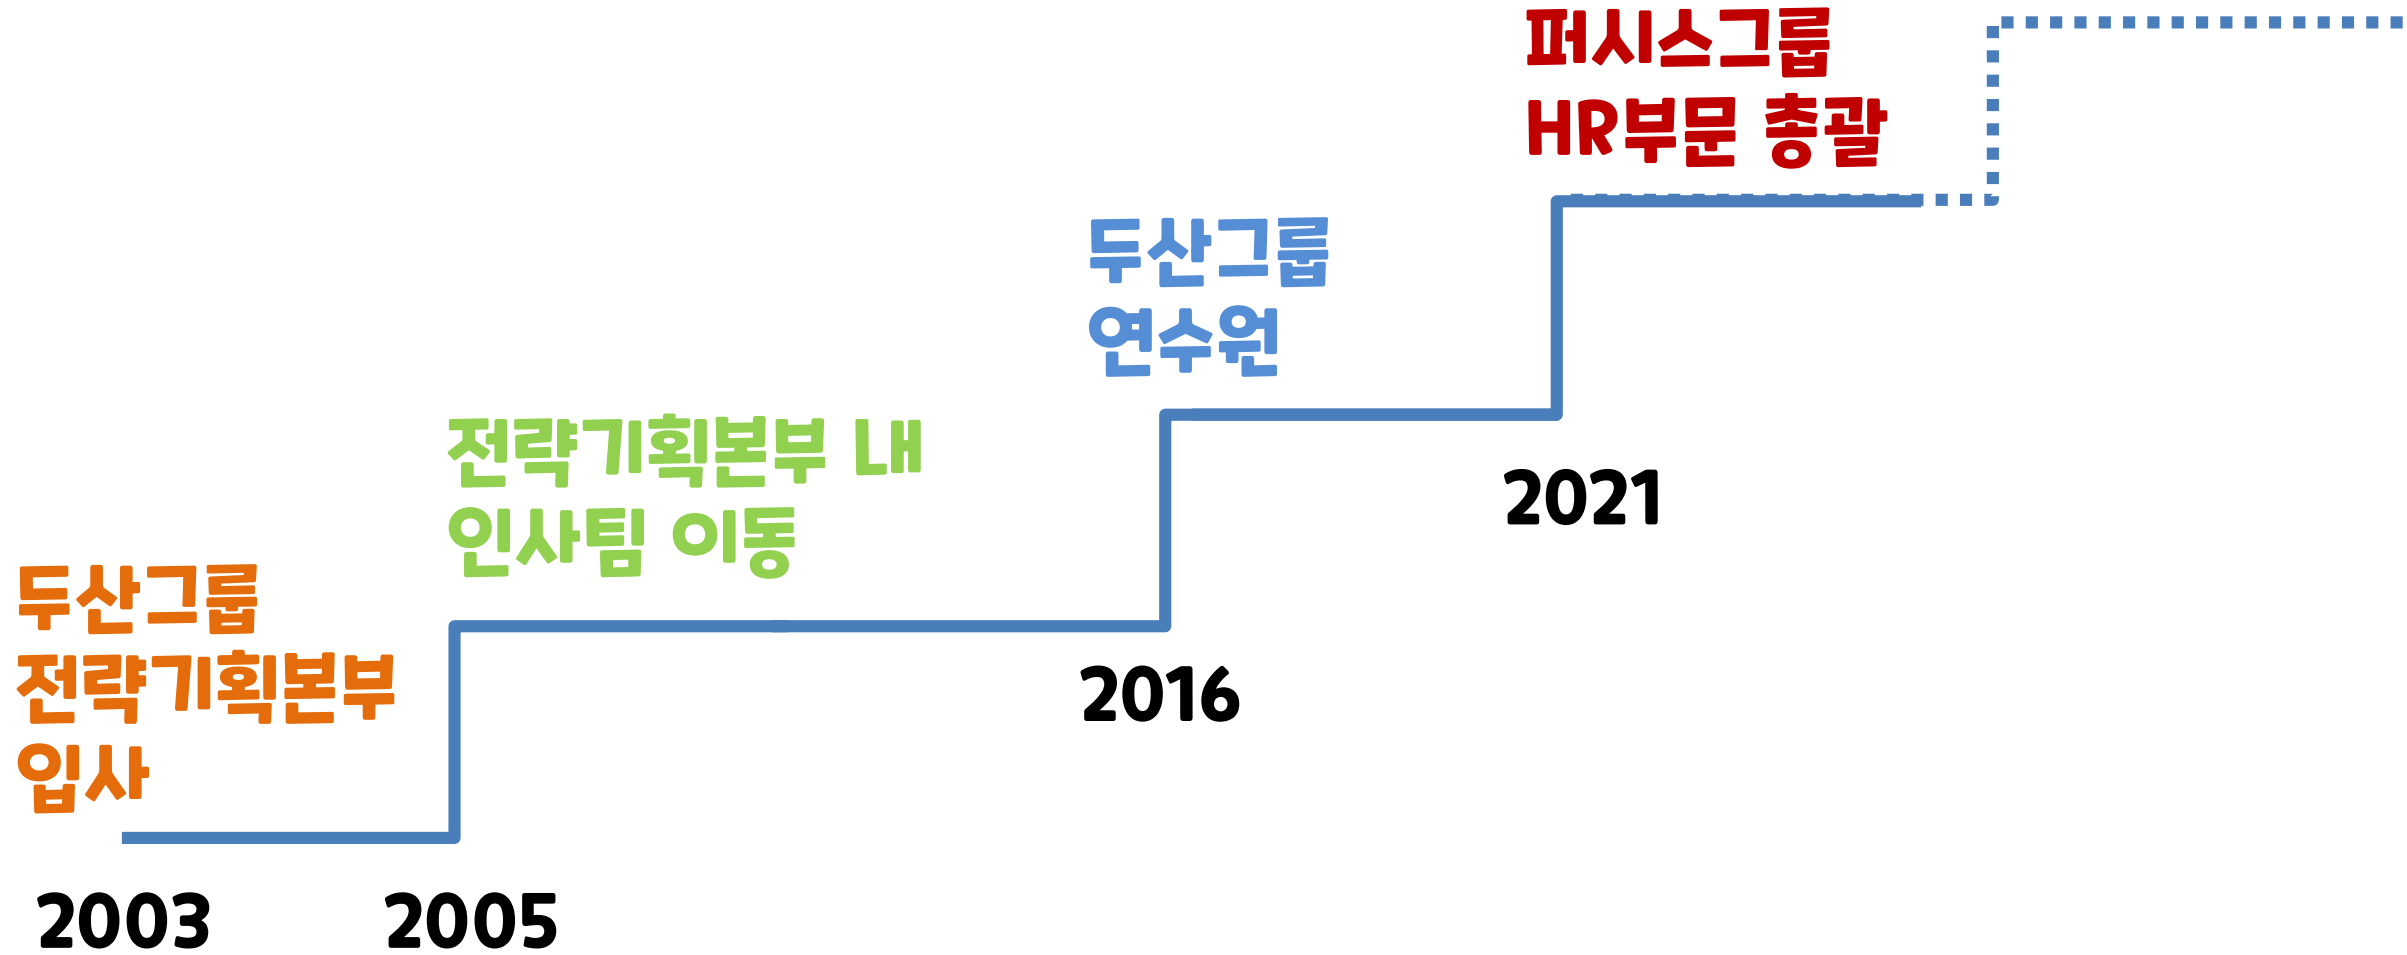 퍼시스그룹
HR부문 총괄
두산그룹
연수원
전략기획본부 내
인사팀 이동
2021
두산그룹
전략기획본부
입사
2016
2003
2005